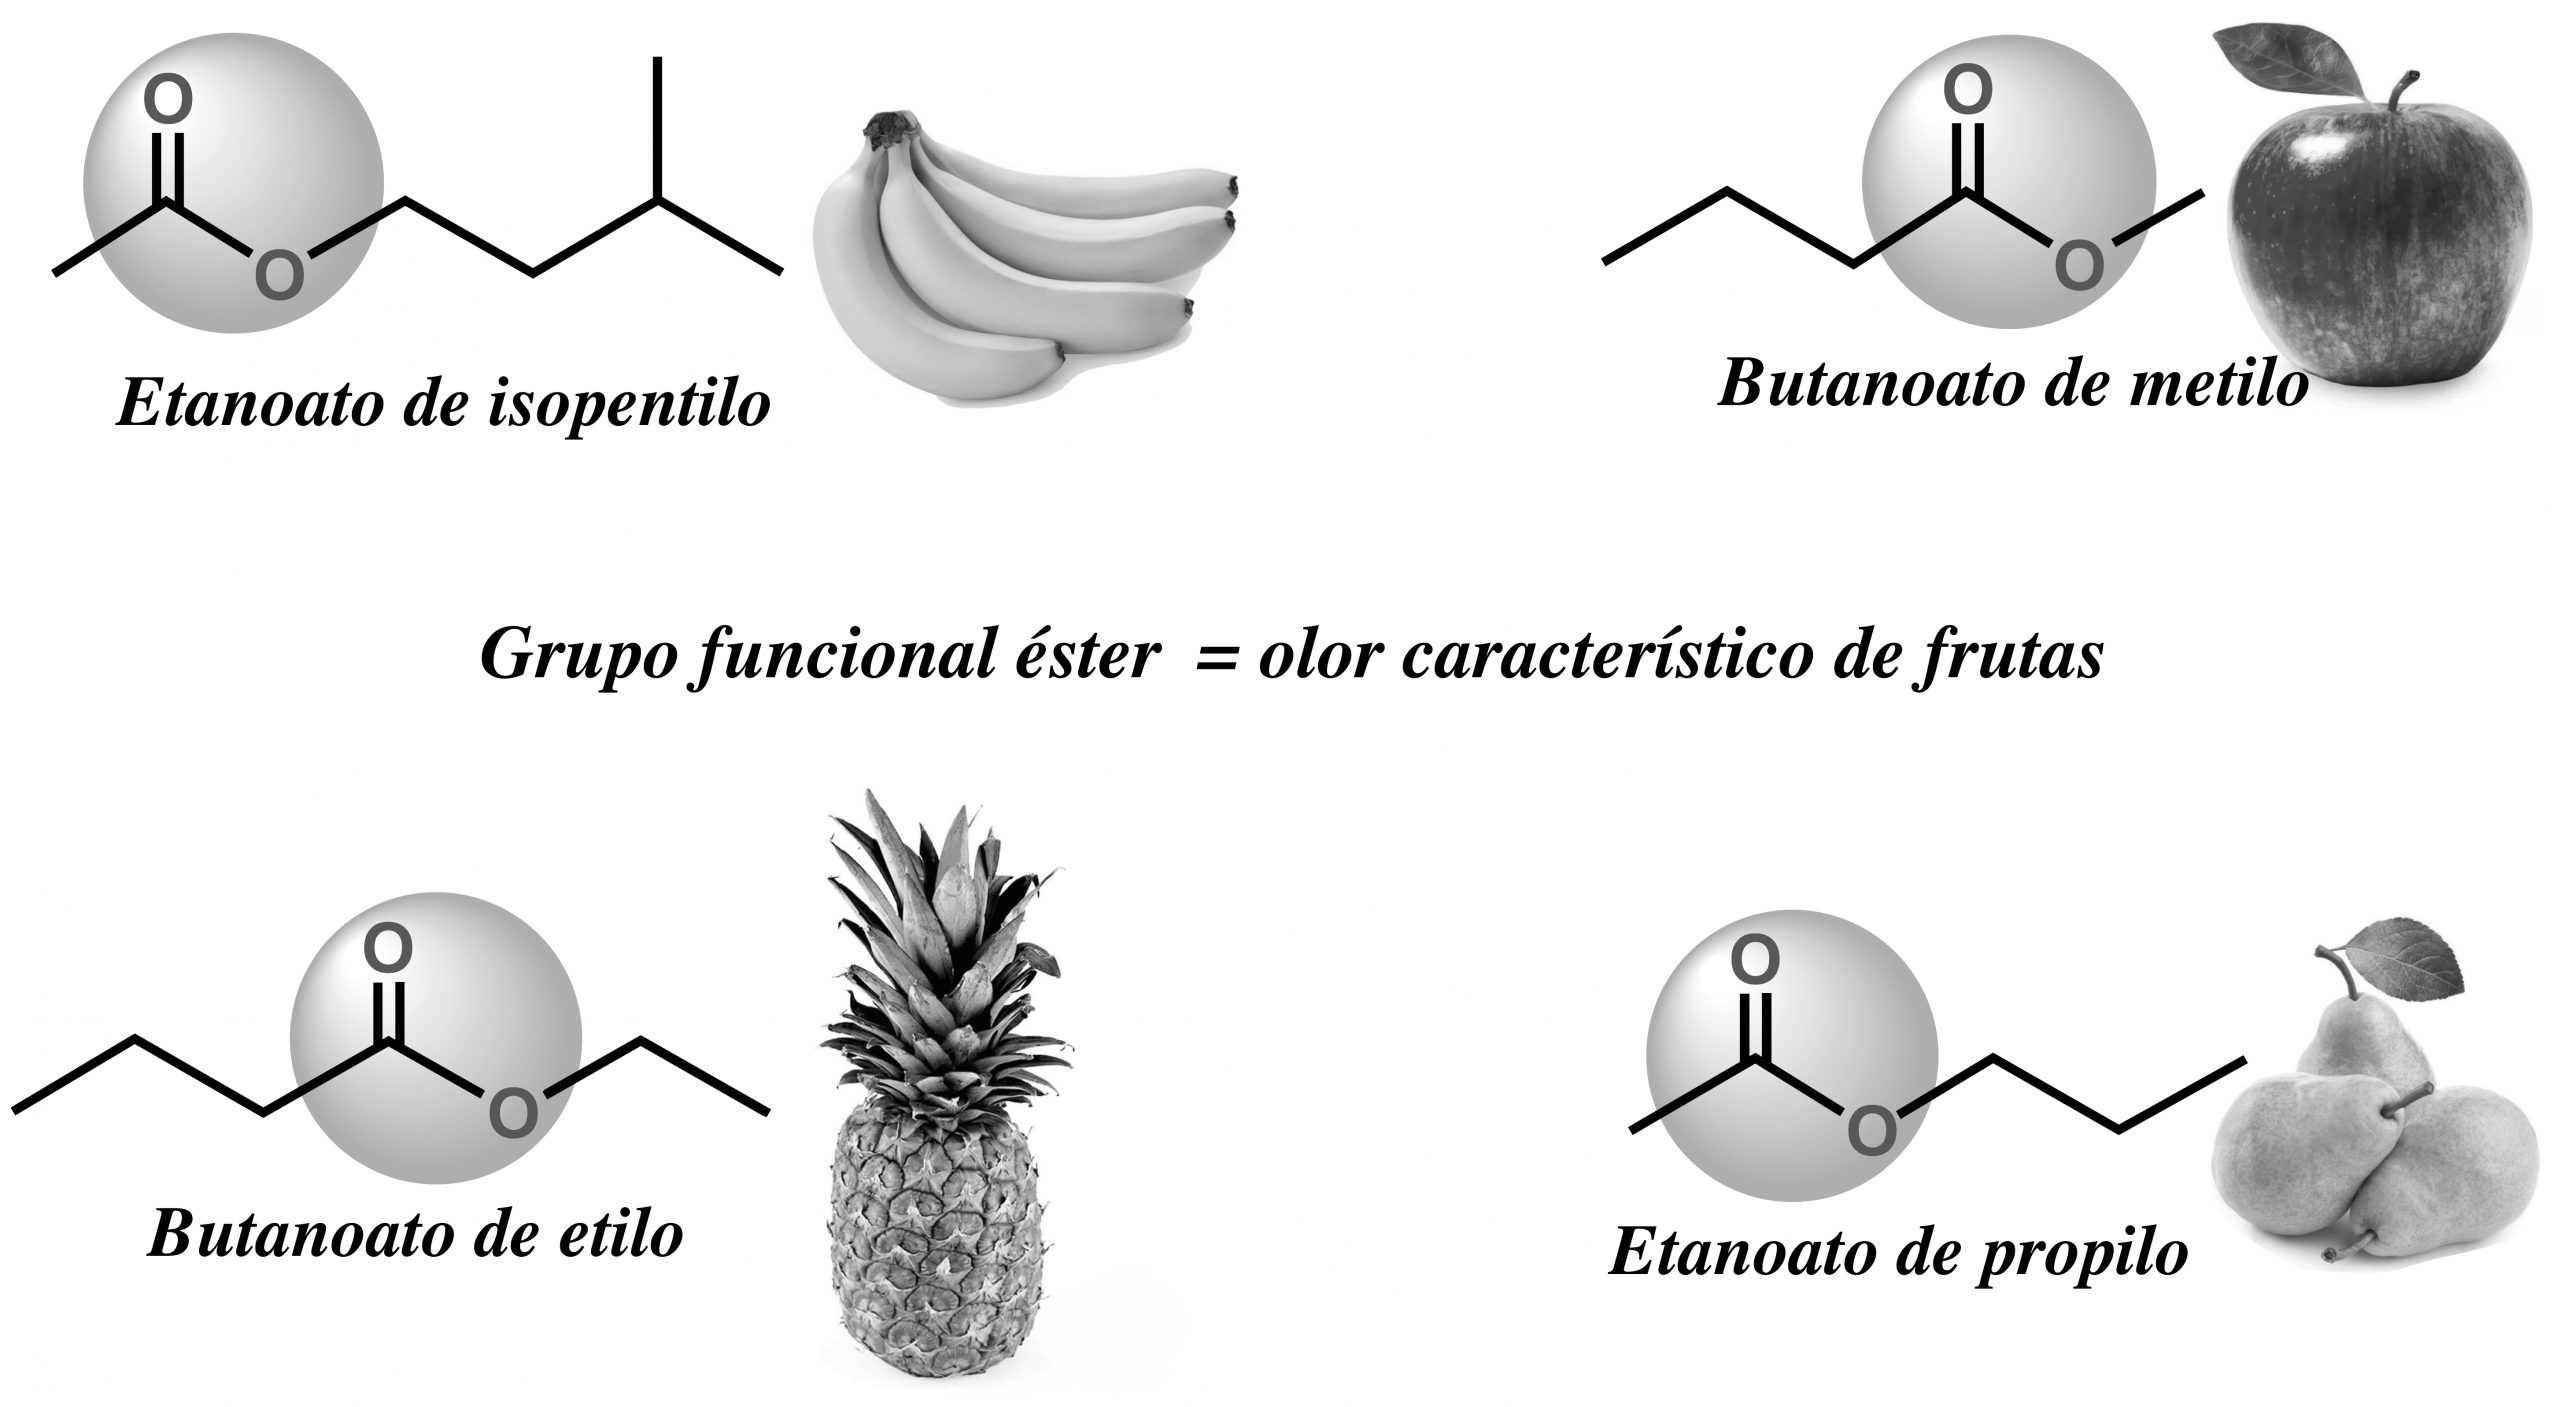 O
O
Etanoato de isopentilo
O
O
Butanoato de metilo
Grupo funcional éster = olor característico de frutas
O
O
Butanoato de etilo
O
O
Etanoato de propilo